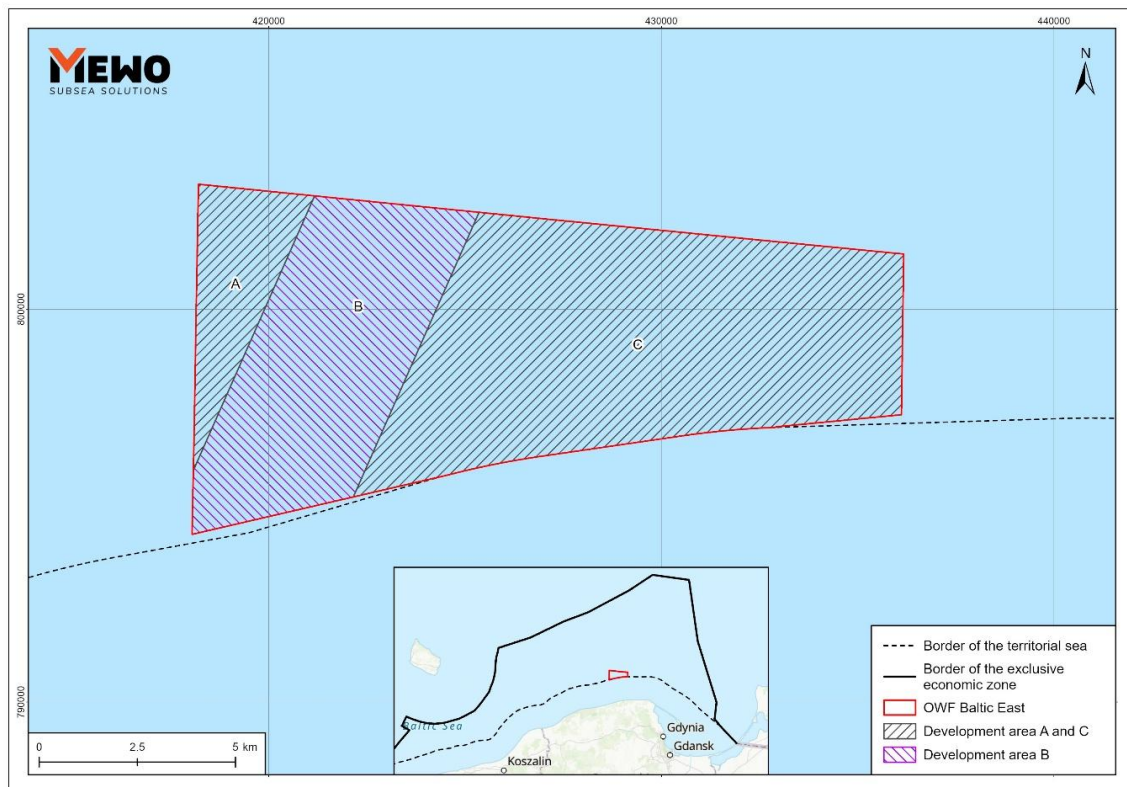 420000
430000
440000
MEWO
SUBSEA SOLUTIONS
N
A
B
C
800000
790000
Border of the territorial sea
Border of the exclusive
economic zone
OWF Baltic East
Development area A and C
Development area B
Baltic Sea
Gdynia
Gdansk
Koszalin
0
2.5
5 km